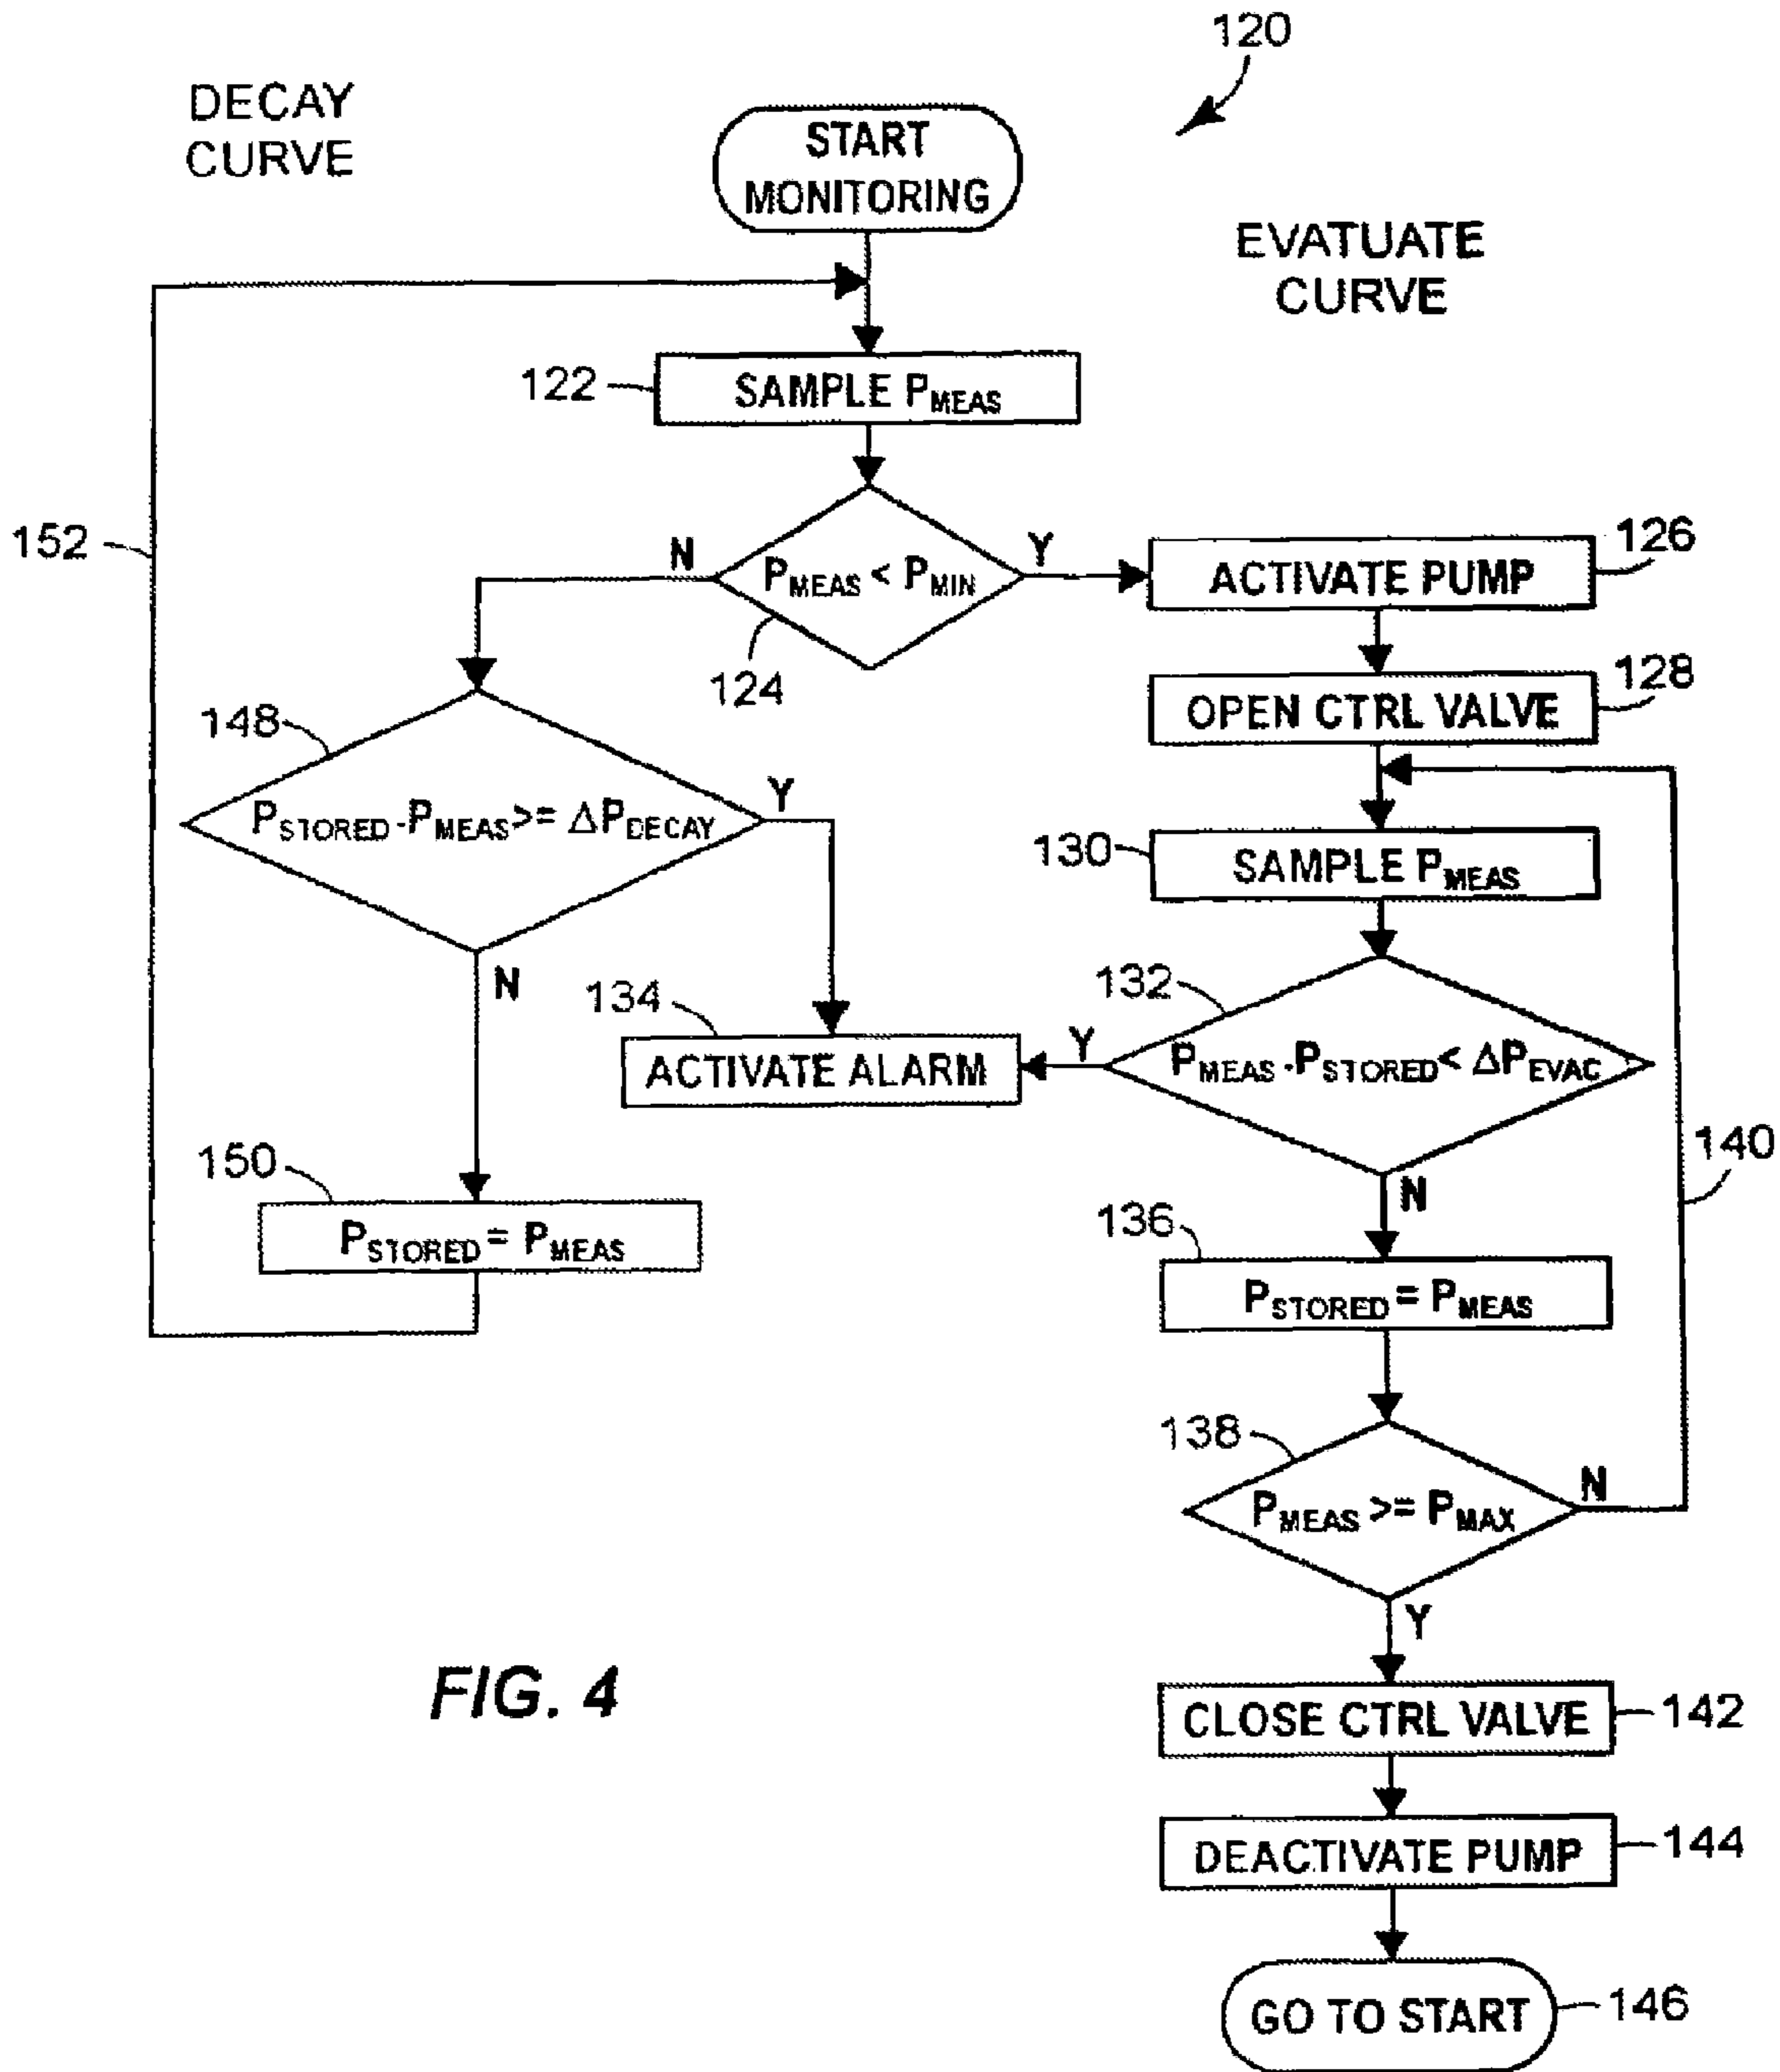 120
DECAY
CURVE
START
MONITORING
EVATUATE
CURVE
122
SAMPLE PMEAS
152
N
PMEAS < PMIN
Y
124
ACTIVATE PUMP
126
OPEN CTRL VALVE
128
148
PSTORED-PMEAS>= ΔPDECAY
Y
N
130
SAMPLE PMEAS
132
PMEAS-PSTORED< ΔPEVAC
Y
N
134
ACTIVATE ALARM
140
150
PSTORED = PMEAS
136
PSTORED = PMEAS
138
PMEAS >= PMAX
N
Y
FIG. 4
CLOSE CTRL VALVE
142
DEACTIVATE PUMP
144
GO TO START
146